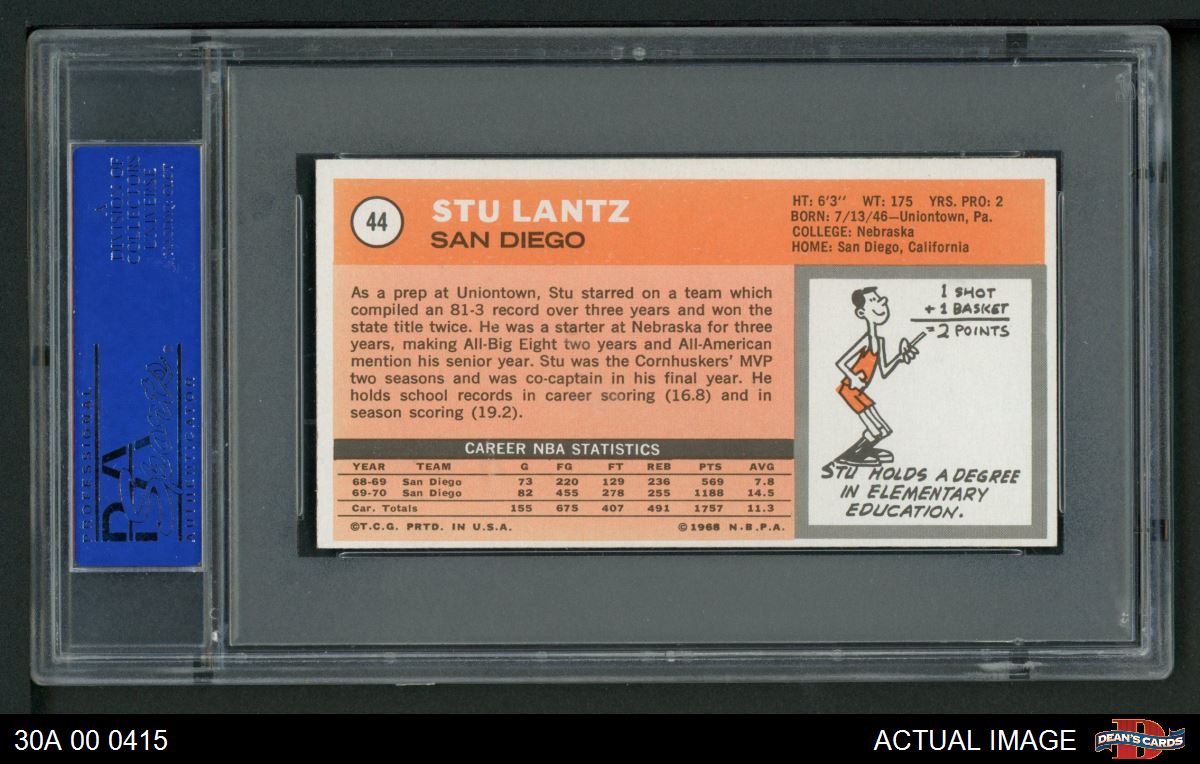 44
STU LANTZ
SAN DIEGO
HT: 6'3'' WT: 175 YRS. PRO: 2
BORN: 7/13/46—Uniontown, Pa.
COLLEGE: Nebraska
HOME: San Diego, California
As a prep at Uniontown, Stu starred on a team which
compiled an 81-3 record over three years and won the
state title twice. He was a starter at Nebraska for three
years, making All-Big Eight two years and All-American
mention his senior year. Stu was the Cornhuskers' MVP
two seasons and was co-captain in his final year. He
holds school records in career scoring (16.8) and in
season scoring (19.2).
1 SHOT
+ 1 BASKET
= 2 POINTS
STU HOLDS A DEGREE
IN ELEMENTARY
EDUCATION.
CAREER NBA STATISTICS
YEAR TEAM G FG FT REB PTS AVG
68-69 San Diego 73 220 129 236 569 7.8
69-70 San Diego 82 455 278 255 1188 14.5
Car. Totals 155 675 407 491 1757 11.3
©T.C.G. PRTD. IN U.S.A. ©1968 N.B.P.A.
A
DIVISION OF
COLLECTORS
UNIVERSE
PROFESSIONAL
PSA
Sports
AUTHENTICATOR
30A 00 0415
ACTUAL IMAGE
DEAN'S CARDS